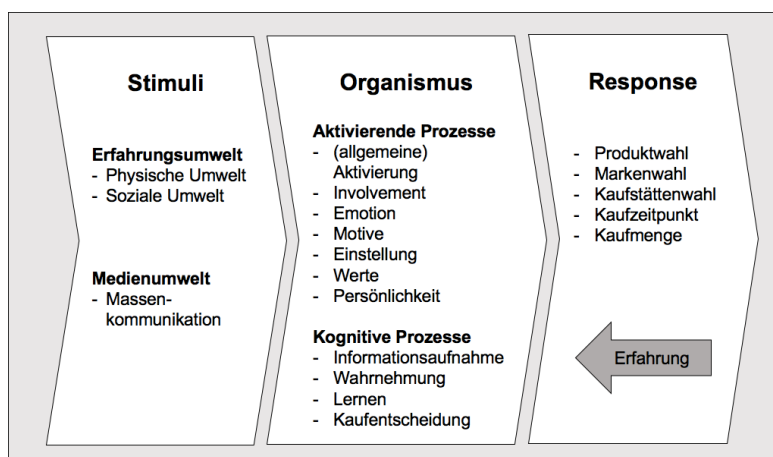 Stimuli
Erfahrungsumwelt
- Physische Umwelt
- Soziale Umwelt
Medienumwelt
- Massen-
kommunikation
Organismus
Aktivierende Prozesse
- (allgemeine)
Aktivierung
- Involvement
- Emotion
- Motive
- Einstellung
- Werte
- Persönlichkeit
Kognitive Prozesse
- Informationsaufnahme
- Wahrnehmung
- Lernen
- Kaufentscheidung
Response
- Produktwahl
- Markenwahl
- Kaufstättenwahl
- Kaufzeitpunkt
- Kaufmenge
Erfahrung